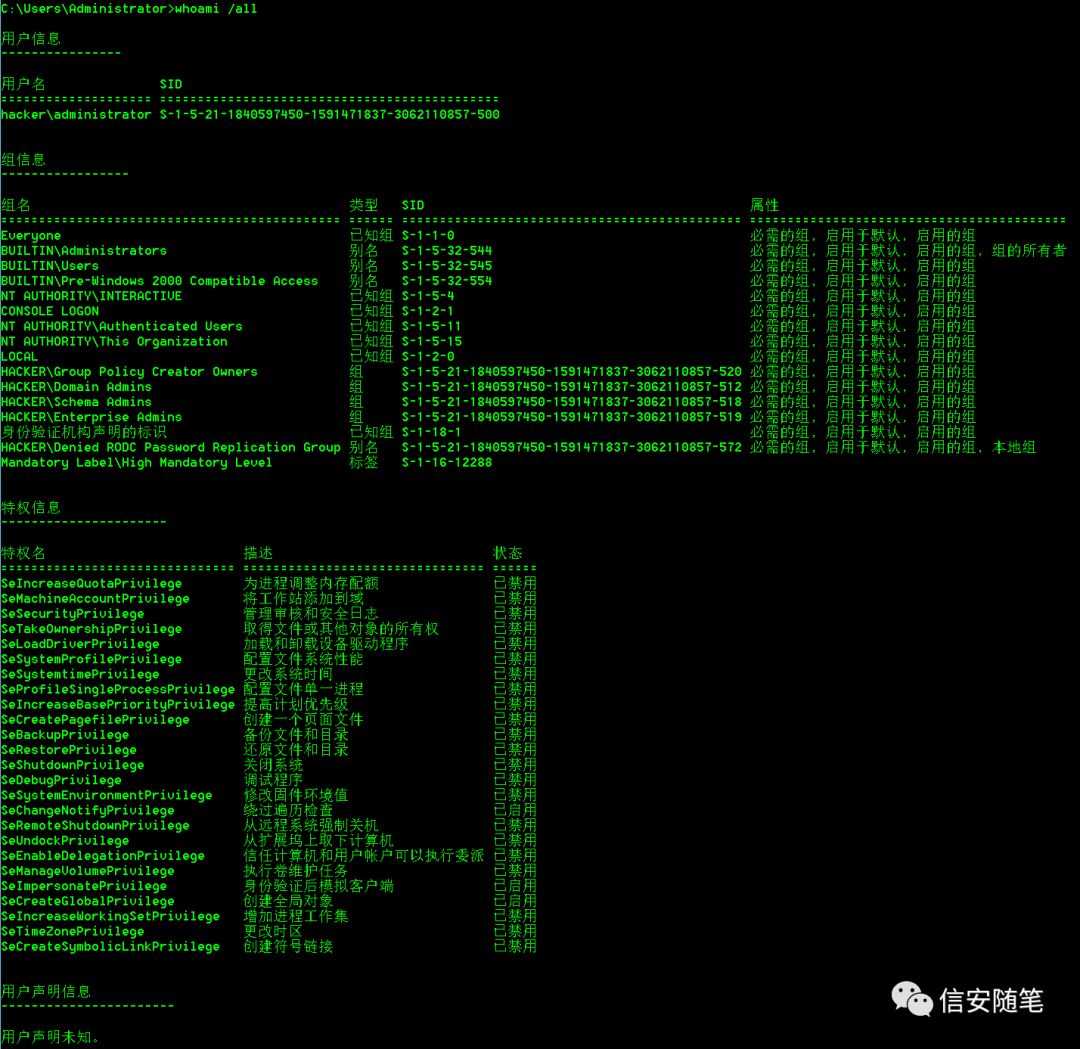 C:\Users\Administrator>whoami /all
用户信息
----------------
用户名 SID
==================== =============================================
hacker\administrator S-1-5-21-1840597450-1591471837-3062110857-500
组信息
-----------------
组名 类型 SID 属性
============================================= ====== ============================================= ==========================================
Everyone 已知组 S-1-1-0 必需的组, 启用于默认, 启用的组
BUILTIN\Administrators 别名 S-1-5-32-544 必需的组, 启用于默认, 启用的组, 组的所有者
BUILTIN\Users 别名 S-1-5-32-545 必需的组, 启用于默认, 启用的组
BUILTIN\Pre-Windows 2000 Compatible Access 别名 S-1-5-32-554 必需的组, 启用于默认, 启用的组
NT AUTHORITY\INTERACTIVE 已知组 S-1-5-4 必需的组, 启用于默认, 启用的组
CONSOLE LOGON 已知组 S-1-2-1 必需的组, 启用于默认, 启用的组
NT AUTHORITY\Authenticated Users 已知组 S-1-5-11 必需的组, 启用于默认, 启用的组
NT AUTHORITY\This Organization 已知组 S-1-5-15 必需的组, 启用于默认, 启用的组
LOCAL 已知组 S-1-2-0 必需的组, 启用于默认, 启用的组
HACKER\Group Policy Creator Owners 组 S-1-5-21-1840597450-1591471837-3062110857-520 必需的组, 启用于默认, 启用的组
HACKER\Domain Admins 组 S-1-5-21-1840597450-1591471837-3062110857-512 必需的组, 启用于默认, 启用的组
HACKER\Schema Admins 组 S-1-5-21-1840597450-1591471837-3062110857-518 必需的组, 启用于默认, 启用的组
HACKER\Enterprise Admins 组 S-1-5-21-1840597450-1591471837-3062110857-519 必需的组, 启用于默认, 启用的组
身份验证机构声明的标识 已知组 S-1-18-1 必需的组, 启用于默认, 启用的组
HACKER\Denied RODC Password Replication Group 别名 S-1-5-21-1840597450-1591471837-3062110857-572 必需的组, 启用于默认, 启用的组, 本地组
Mandatory Label\High Mandatory Level 标签 S-1-16-12288
特权信息
----------------------
特权名 描述 状态
=============================== ================================ ======
SeIncreaseQuotaPrivilege 为进程调整内存配额 已禁用
SeMachineAccountPrivilege 将工作站添加到域 已禁用
SeSecurityPrivilege 管理审核和安全日志 已禁用
SeTakeOwnershipPrivilege 取得文件或其他对象的所有权 已禁用
SeLoadDriverPrivilege 加载和卸载设备驱动程序 已禁用
SeSystemProfilePrivilege 配置文件系统性能 已禁用
SeSystemtimePrivilege 更改系统时间 已禁用
SeProfileSingleProcessPrivilege 配置文件单一进程 已禁用
SeIncreaseBasePriorityPrivilege 提高计划优先级 已禁用
SeCreatePagefilePrivilege 创建一个页面文件 已禁用
SeBackupPrivilege 备份文件和目录 已禁用
SeRestorePrivilege 还原文件和目录 已禁用
SeShutdownPrivilege 关闭系统 已禁用
SeDebugPrivilege 调试程序 已禁用
SeSystemEnvironmentPrivilege 修改固件环境值 已禁用
SeChangeNotifyPrivilege 绕过遍历检查 已启用
SeRemoteShutdownPrivilege 从远程系统强制关机 已禁用
SeUndockPrivilege 从扩展坞上取下计算机 已禁用
SeEnableDelegationPrivilege 信任计算机和用户帐户可以执行委派 已禁用
SeManageVolumePrivilege 执行卷维护任务 已禁用
SeImpersonatePrivilege 身份验证后模拟客户端 已启用
SeCreateGlobalPrivilege 创建全局对象 已启用
SeIncreaseWorkingSetPrivilege 增加进程工作集 已禁用
SeTimeZonePrivilege 更改时区 已禁用
SeCreateSymbolicLinkPrivilege 创建符号链接 已禁用
用户声明信息
-----------------------
用户声明未知。
信安随笔